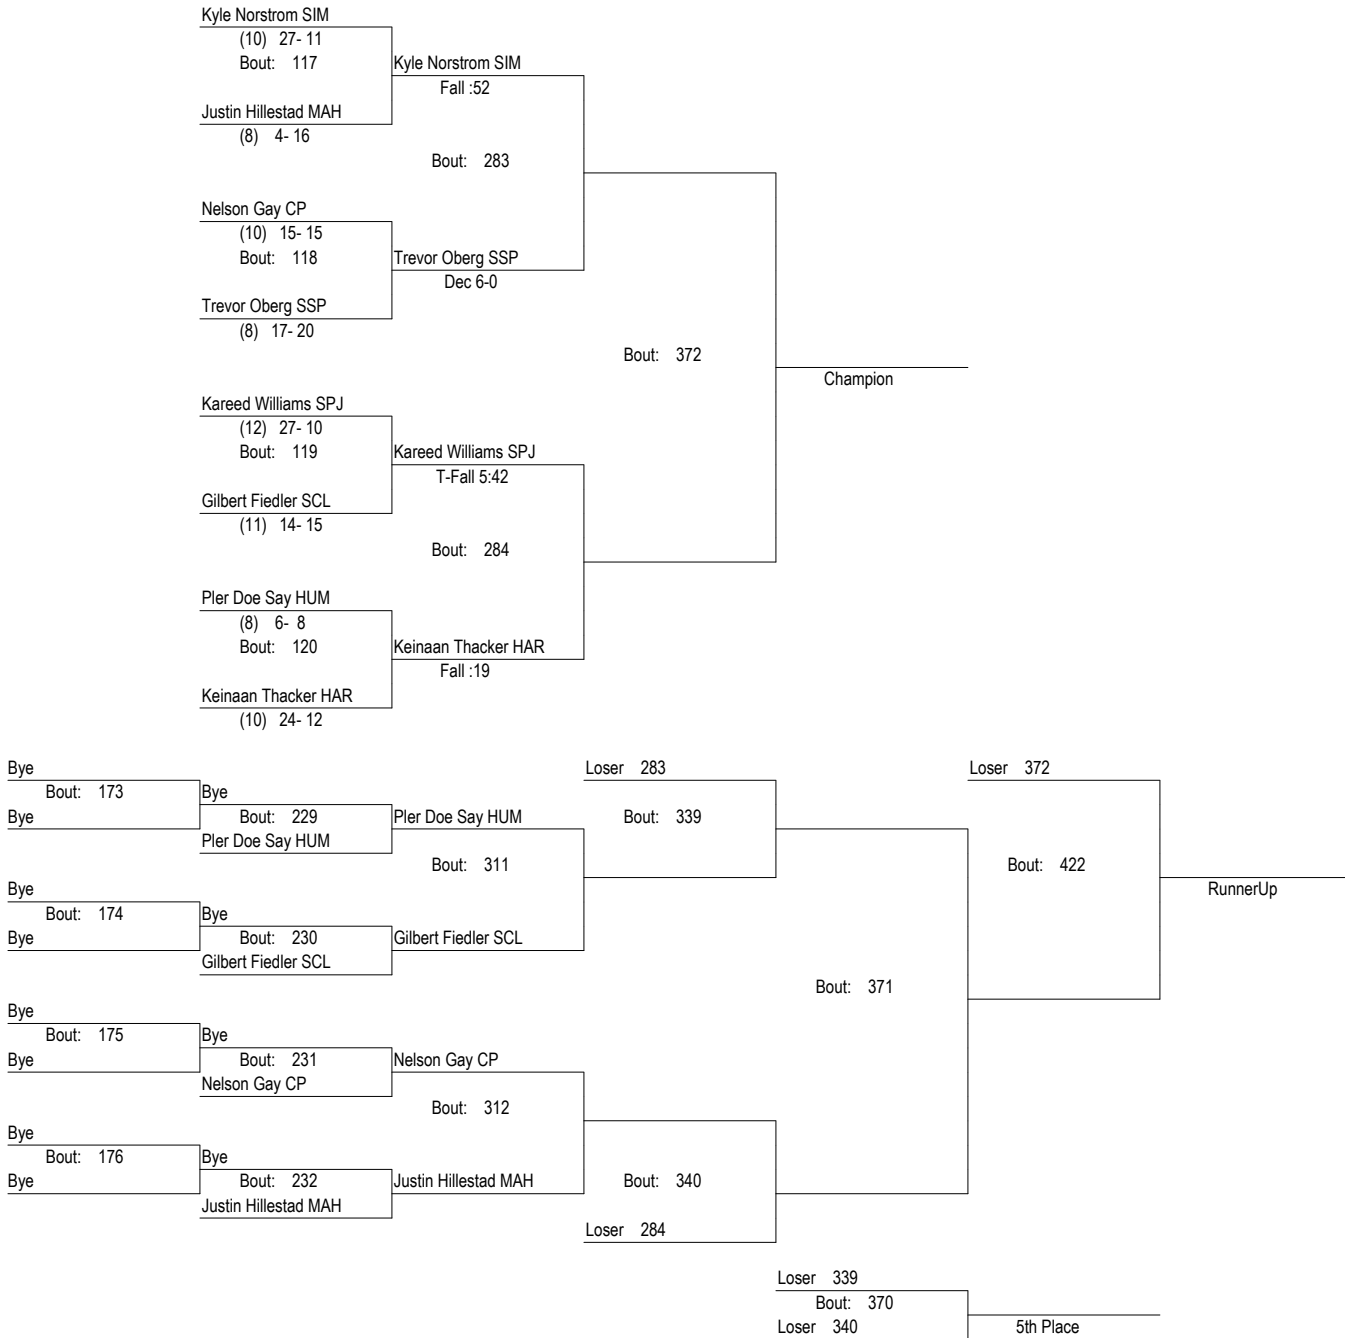 Kyle Norstrom SIM
(10) 27- 11
Bout: 117
Kyle Norstrom SIM
Fall :52
Justin Hillestad MAH
(8) 4- 16
Bout: 283
Nelson Gay CP
(10) 15- 15
Bout: 118
Trevor Oberg SSP
Dec 6-0
Trevor Oberg SSP
(8) 17- 20
Bout: 372
Champion
Kareed Williams SPJ
(12) 27- 10
Bout: 119
Kareed Williams SPJ
T-Fall 5:42
Gilbert Fiedler SCL
(11) 14- 15
Bout: 284
Pler Doe Say HUM
(8) 6- 8
Bout: 120
Keinaan Thacker HAR
Fall :19
Keinaan Thacker HAR
(10) 24- 12
Bye
Bout: 173
Bye
Bye
Bout: 229
Pler Doe Say HUM
Pler Doe Say HUM
Loser 283
Bout: 339
Loser 372
Bout: 311
Bout: 422
RunnerUp
Bye
Bout: 174
Bye
Bye
Bout: 230
Gilbert Fiedler SCL
Gilbert Fiedler SCL
Bout: 371
Bye
Bout: 175
Bye
Bye
Bout: 231
Nelson Gay CP
Nelson Gay CP
Bout: 312
Bye
Bout: 176
Bye
Bye
Bout: 232
Justin Hillestad MAH
Justin Hillestad MAH
Bout: 340
Loser 284
Loser 339
Bout: 370
Loser 340
5th Place